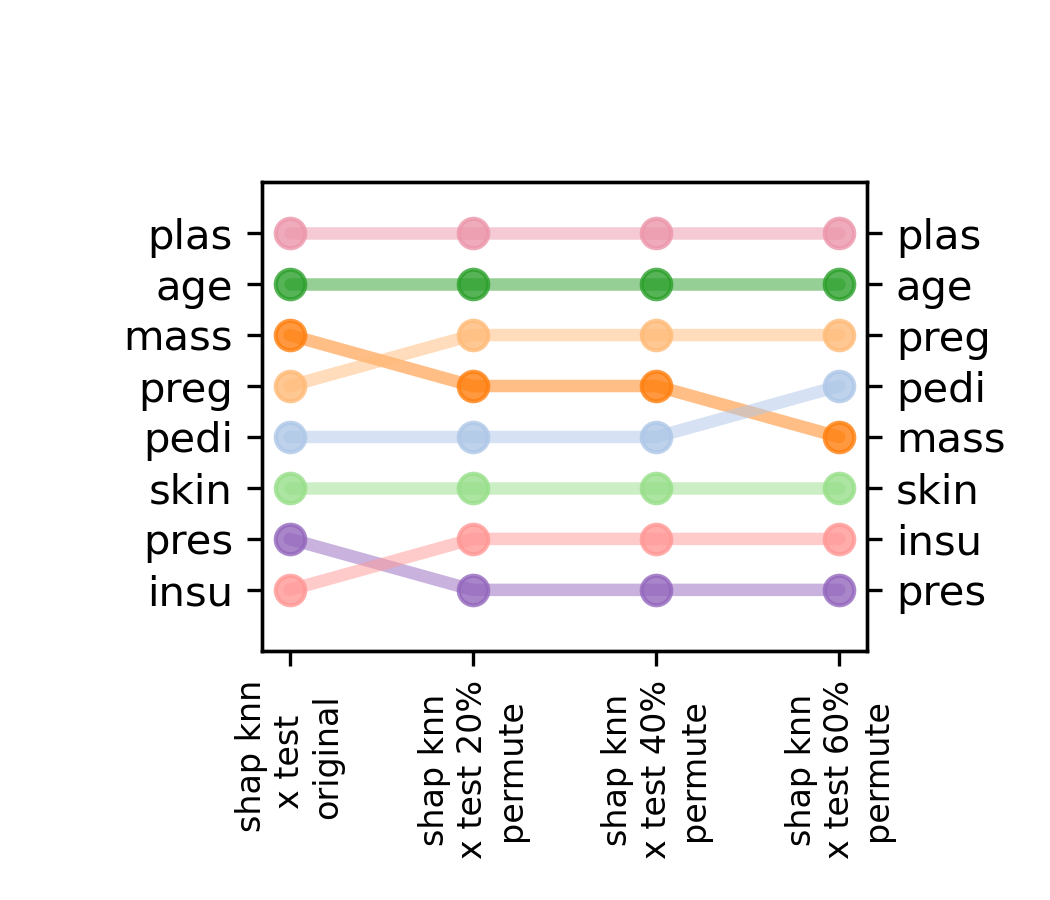 plas
age
mass
preg
pedi
skin
pres
insu
plas
age
preg
pedi
mass
skin
insu
pres
shap knn
x test
original
shap knn
x test 20%
permute
shap knn
x test 40%
permute
shap knn
x test 60%
permute